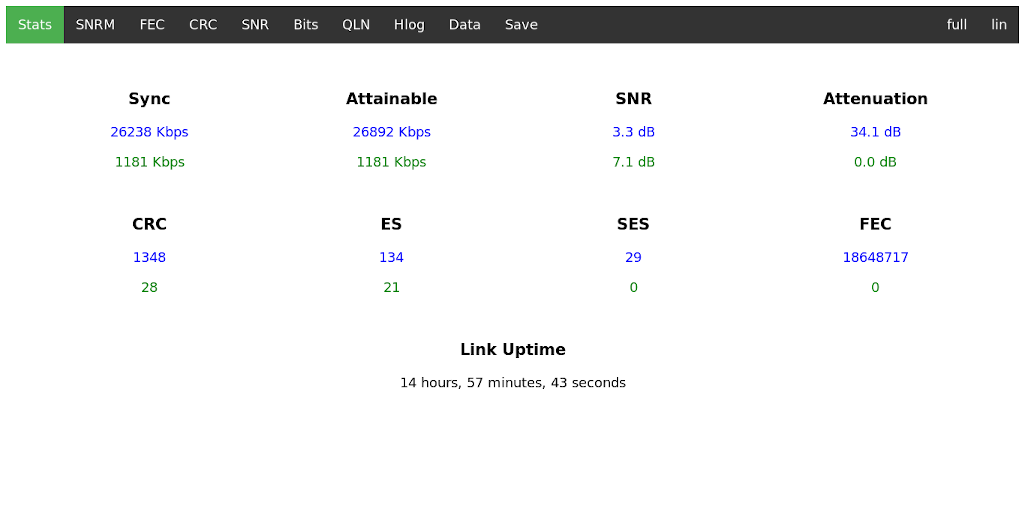 Stats SNRM FEC CRC SNR Bits QLN Hlog Data Save full lin
Sync Attainable SNR Attenuation
26238 Kbps 26892 Kbps 3.3 dB 34.1 dB
1181 Kbps 1181 Kbps 7.1 dB 0.0 dB
CRC ES SES FEC
1348 134 29 18648717
28 21 0 0
Link Uptime
14 hours, 57 minutes, 43 seconds